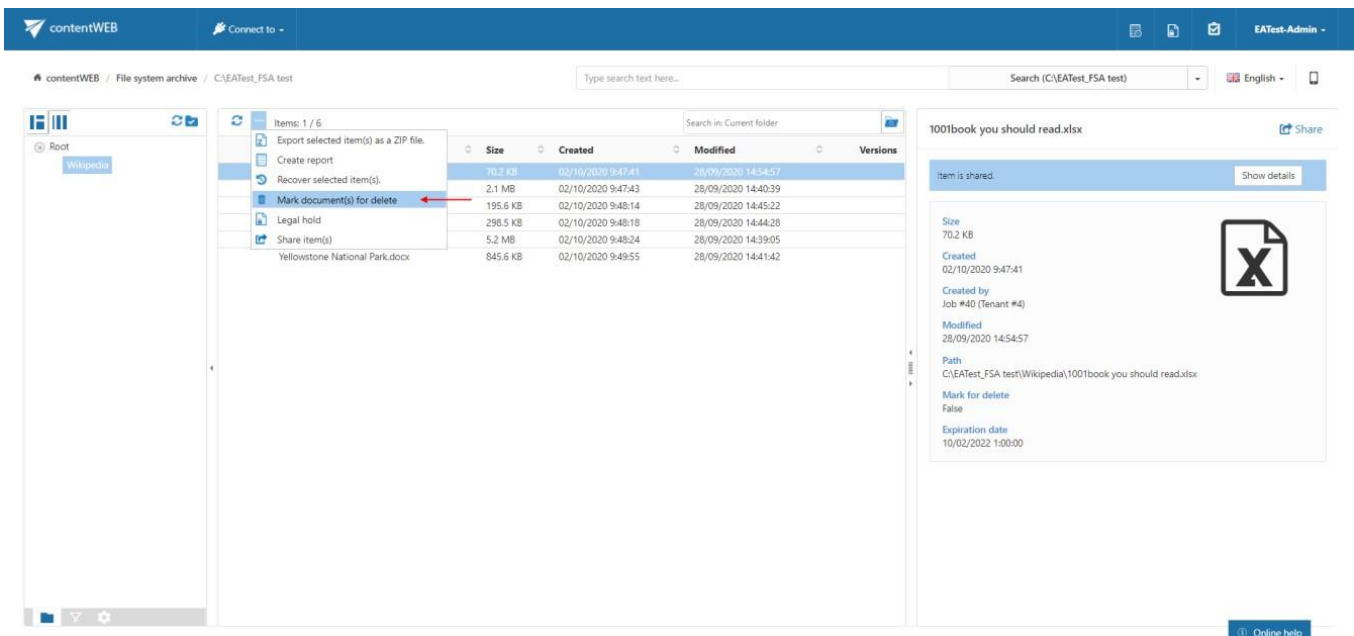 contentWEB
Connect to
EATest-Admin
contentWEB / File system archive / C:\EATest_FSA test
Type search text here...
Search (C:\EATest_FSA test)
English
Root
Wikipedia
Items: 1 / 6
Search in: Current folder
Export selected item(s) as a ZIP file.
Create report
Recover selected item(s).
Mark document(s) for delete
Legal hold
Share item(s)
Size Created Modified Versions
70.2 KB 02/10/2020 9:47:41 28/09/2020 14:54:57
2.1 MB 02/10/2020 9:47:43 28/09/2020 14:40:39
195.6 KB 02/10/2020 9:48:14 28/09/2020 14:45:22
298.5 KB 02/10/2020 9:48:18 28/09/2020 14:44:28
5.2 MB 02/10/2020 9:48:24 28/09/2020 14:39:05
Yellowstone National Park.docx 845.6 KB 02/10/2020 9:49:55 28/09/2020 14:41:42
1001book you should read.xlsx
Share
Item is shared.
Show details
Size
70.2 KB
Created
02/10/2020 9:47:41
Created by
Job #40 (Tenant #4)
Modified
28/09/2020 14:54:57
Path
C:\EATest_FSA test\Wikipedia\1001book you should read.xlsx
Mark for delete
False
Expiration date
10/02/2022 1:00:00
X
Online help